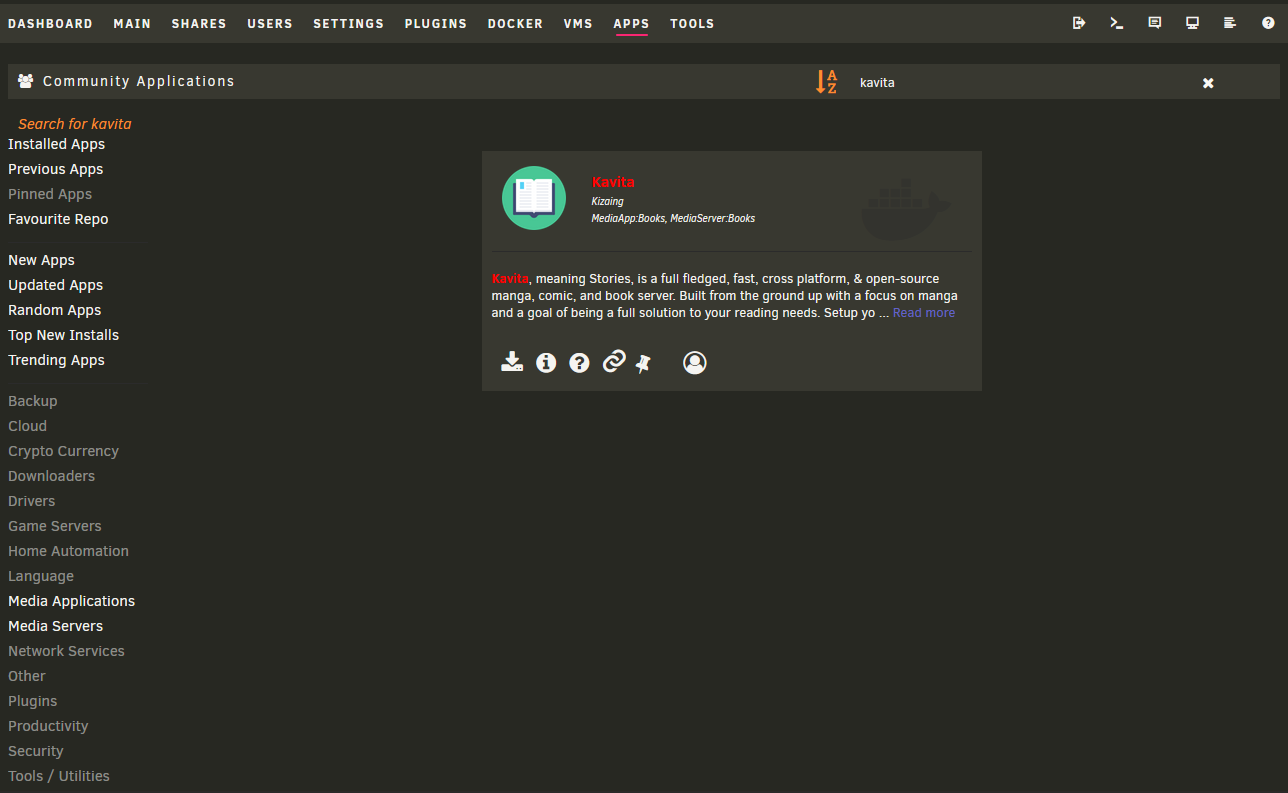 DASHBOARD MAIN SHARES USERS SETTINGS PLUGINS DOCKER VMS APPS TOOLS
Community Applications
kavita
Search for kavita
Installed Apps
Previous Apps
Pinned Apps
Favourite Repo
New Apps
Updated Apps
Random Apps
Top New Installs
Trending Apps
Backup
Cloud
Crypto Currency
Downloaders
Drivers
Game Servers
Home Automation
Language
Media Applications
Media Servers
Network Services
Other
Plugins
Productivity
Security
Tools / Utilities
Kavita
Kizaing
MediaApp:Books, MediaServer:Books
Kavita, meaning Stories, is a full fledged, fast, cross platform, & open-source
manga, comic, and book server. Built from the ground up with a focus on manga
and a goal of being a full solution to your reading needs. Setup yo ... Read more